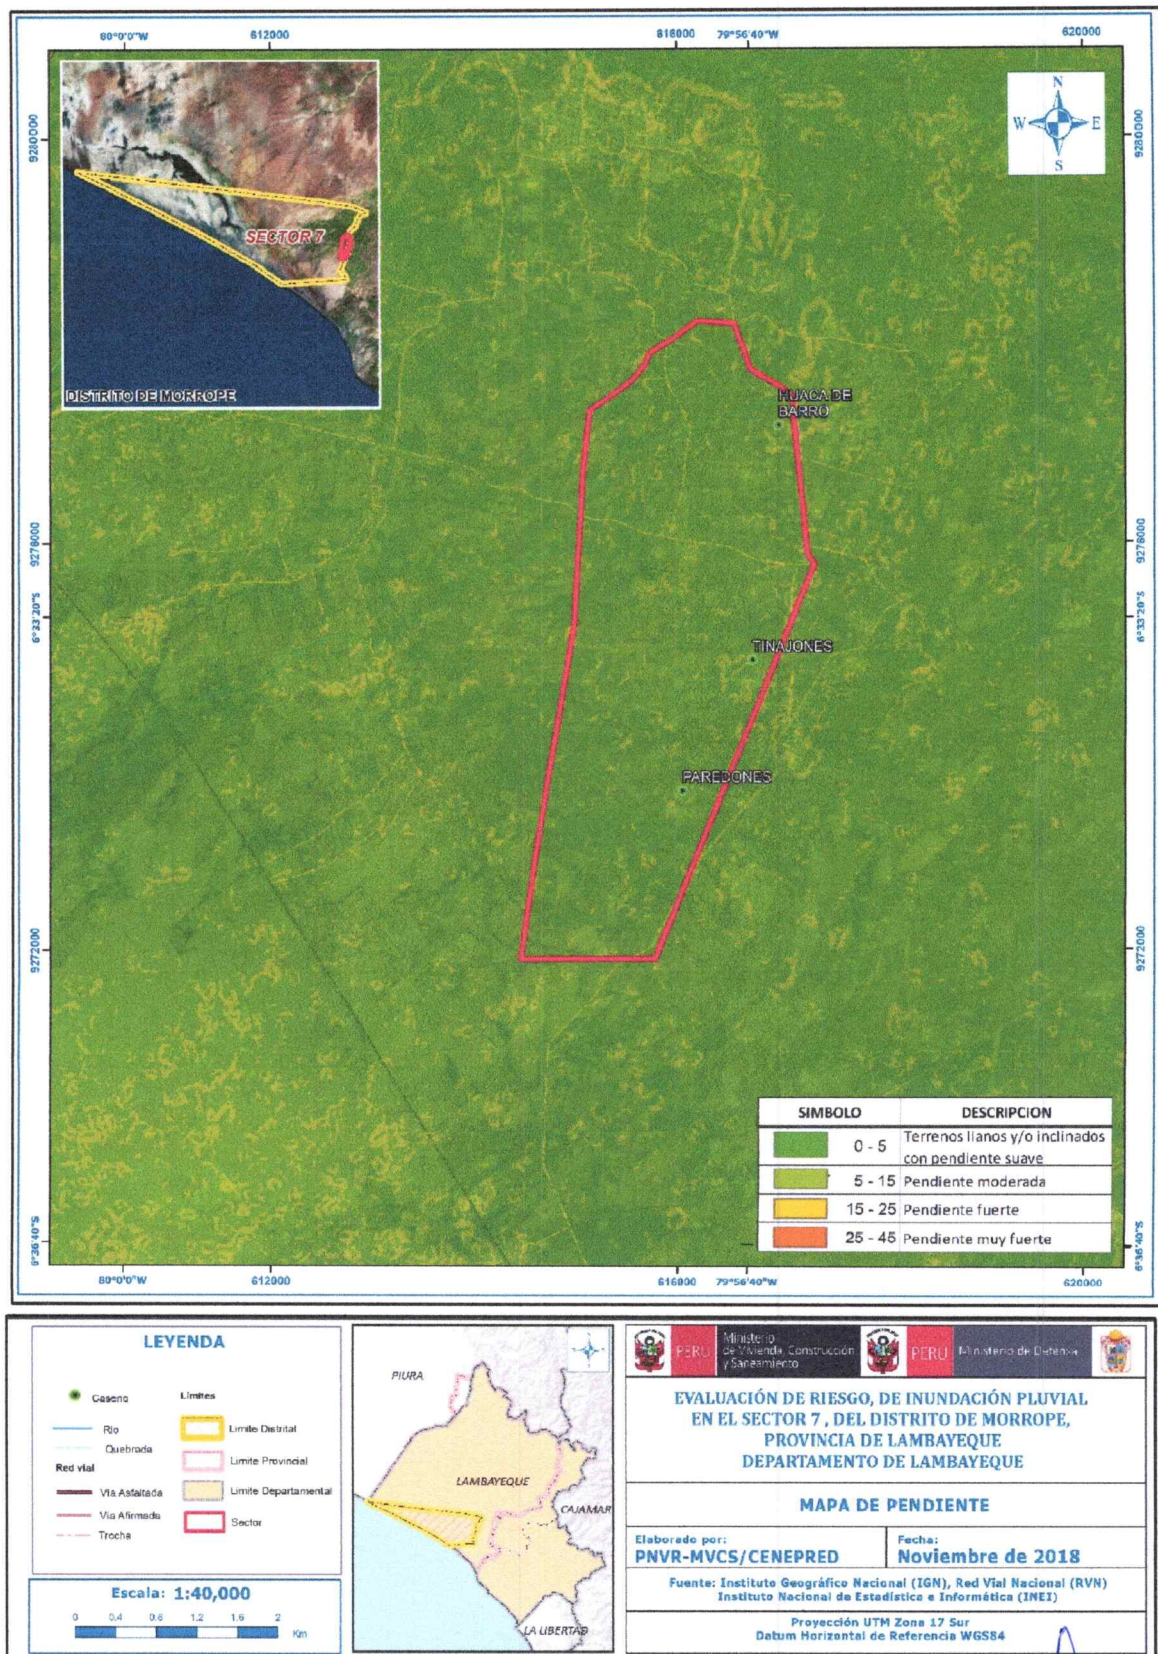 80°0'0"W
612000
616000
79°56'40"W
620000
9280000
9280000
N
W
E
S
SECTOR 7
DISTRITO DE MORROPE
HUACA DE
BARRO
9276000
9276000
6°33'20"S
6°33'20"S
TINAJONES
PAREDONES
9272000
9272000
SIMBOLO
DESCRIPCION
0 - 5
Terrenos llanos y/o inclinados
con pendiente suave
5 - 15 Pendiente moderada
15 - 25 Pendiente fuerte
25 - 45 Pendiente muy fuerte
6°36'40"S
6°36'40"S
80°0'0"W
612000
616000
79°56'40"W
620000
LEYENDA
Caserio
Límites
Rio
Limite Distrital
Quebrada
Red vial
Limite Provincial
Via Asfaltada
Limite Departamental
Via Afirmada
Sector
Trocha
Escala: 1:40,000
0 0.4 0.8 1.2 1.6 2
Km
PIURA
LAMBAYEQUE
CAJAMAR
LA LIBERTAD
PERÚ
Ministerio
de Vivienda, Construcción
y Saneamiento
PERÚ
Ministerio de Defensa
EVALUACIÓN DE RIESGO, DE INUNDACIÓN PLUVIAL
EN EL SECTOR 7 , DEL DISTRITO DE MORROPE,
PROVINCIA DE LAMBAYEQUE
DEPARTAMENTO DE LAMBAYEQUE
MAPA DE PENDIENTE
Elaborado por:
PNVR-MVCS/CENEPRED
Fecha:
Noviembre de 2018
Fuente: Instituto Geográfico Nacional (IGN), Red Vial Nacional (RVN)
Instituto Nacional de Estadística e Informática (INEI)
Proyección UTM Zona 17 Sur
Datum Horizontal de Referencia WGS84